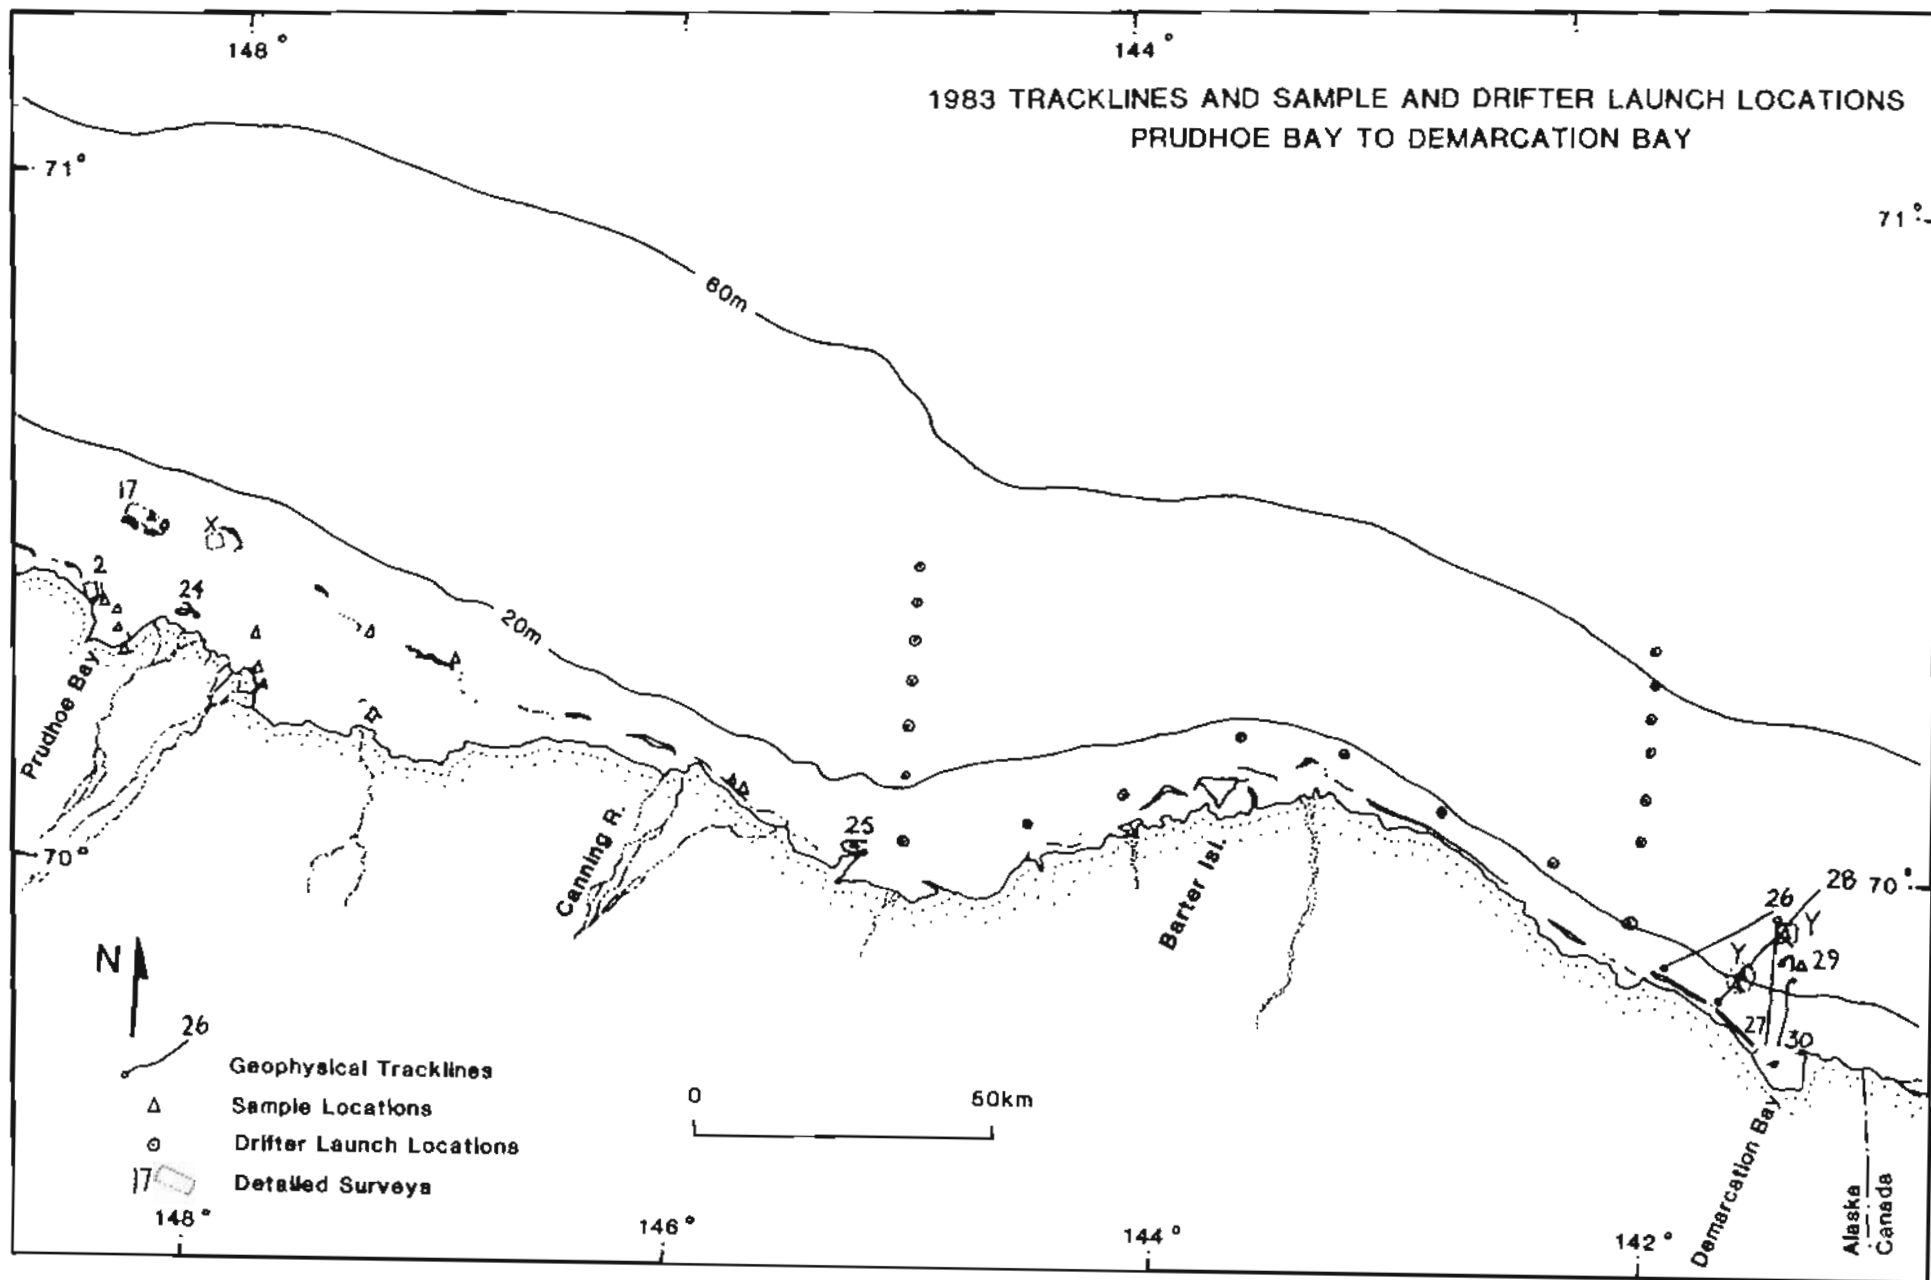 148°
144°
1983 TRACKLINES AND SAMPLE AND DRIFTER LAUNCH LOCATIONS
PRUDHOE BAY TO DEMARCATION BAY
71°
71°
60m
17
X
2
24
20m
Prudhoe Bay
25
70°
Canning R.
Barter Isl.
28 70°
26
Y
Y
29
N
27
30
26
Geophysical Tracklines
0 50km
Sample Locations
Drifter Launch Locations
17 Detailed Surveys
Demarcation Bay
Alaska
Canada
148°
146°
144°
142°